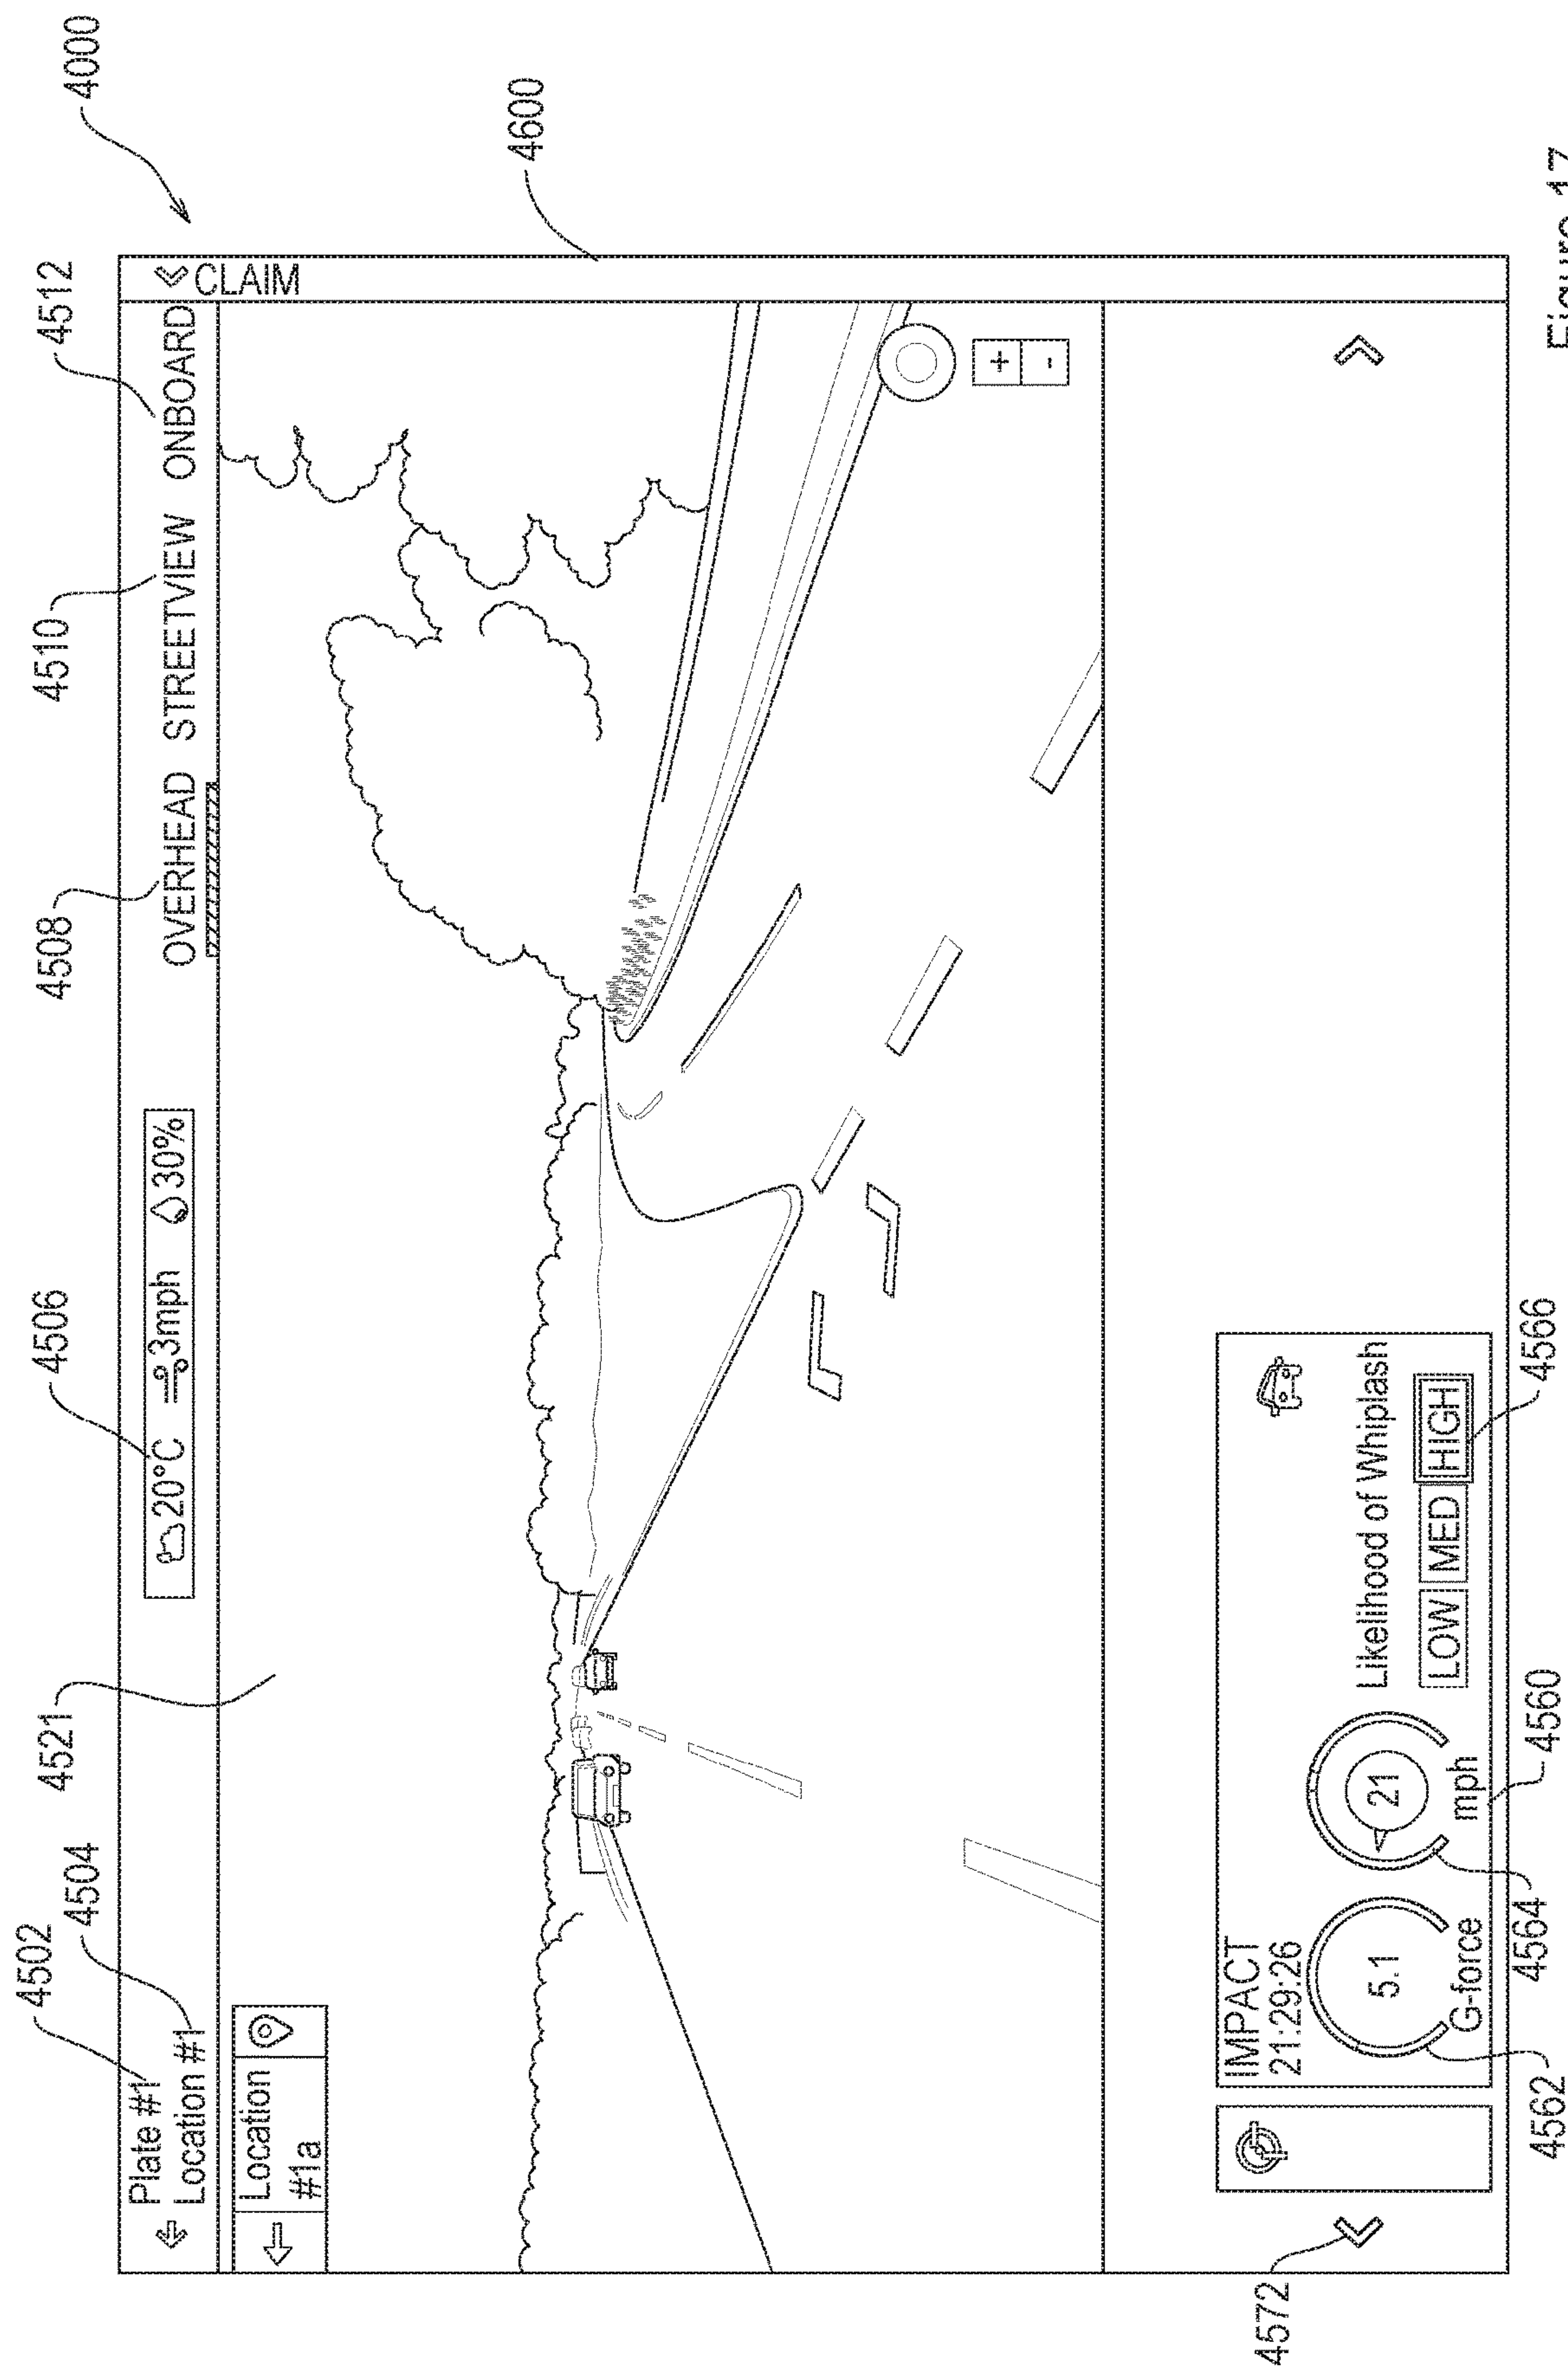 4000
4502
4504
4521
4506
4508
4510
4512
4600
Plate #1
Location #1
20°C 3mph 30%
OVERHEAD STREETVIEW ONBOARD
CLAIM
Location
#1a
+
-
IMPACT
21:29:26
5.1
G-force
21
mph
Likelihood of Whiplash
LOW MED HIGH
4572
4562
4564
4560
4566
Figure 17